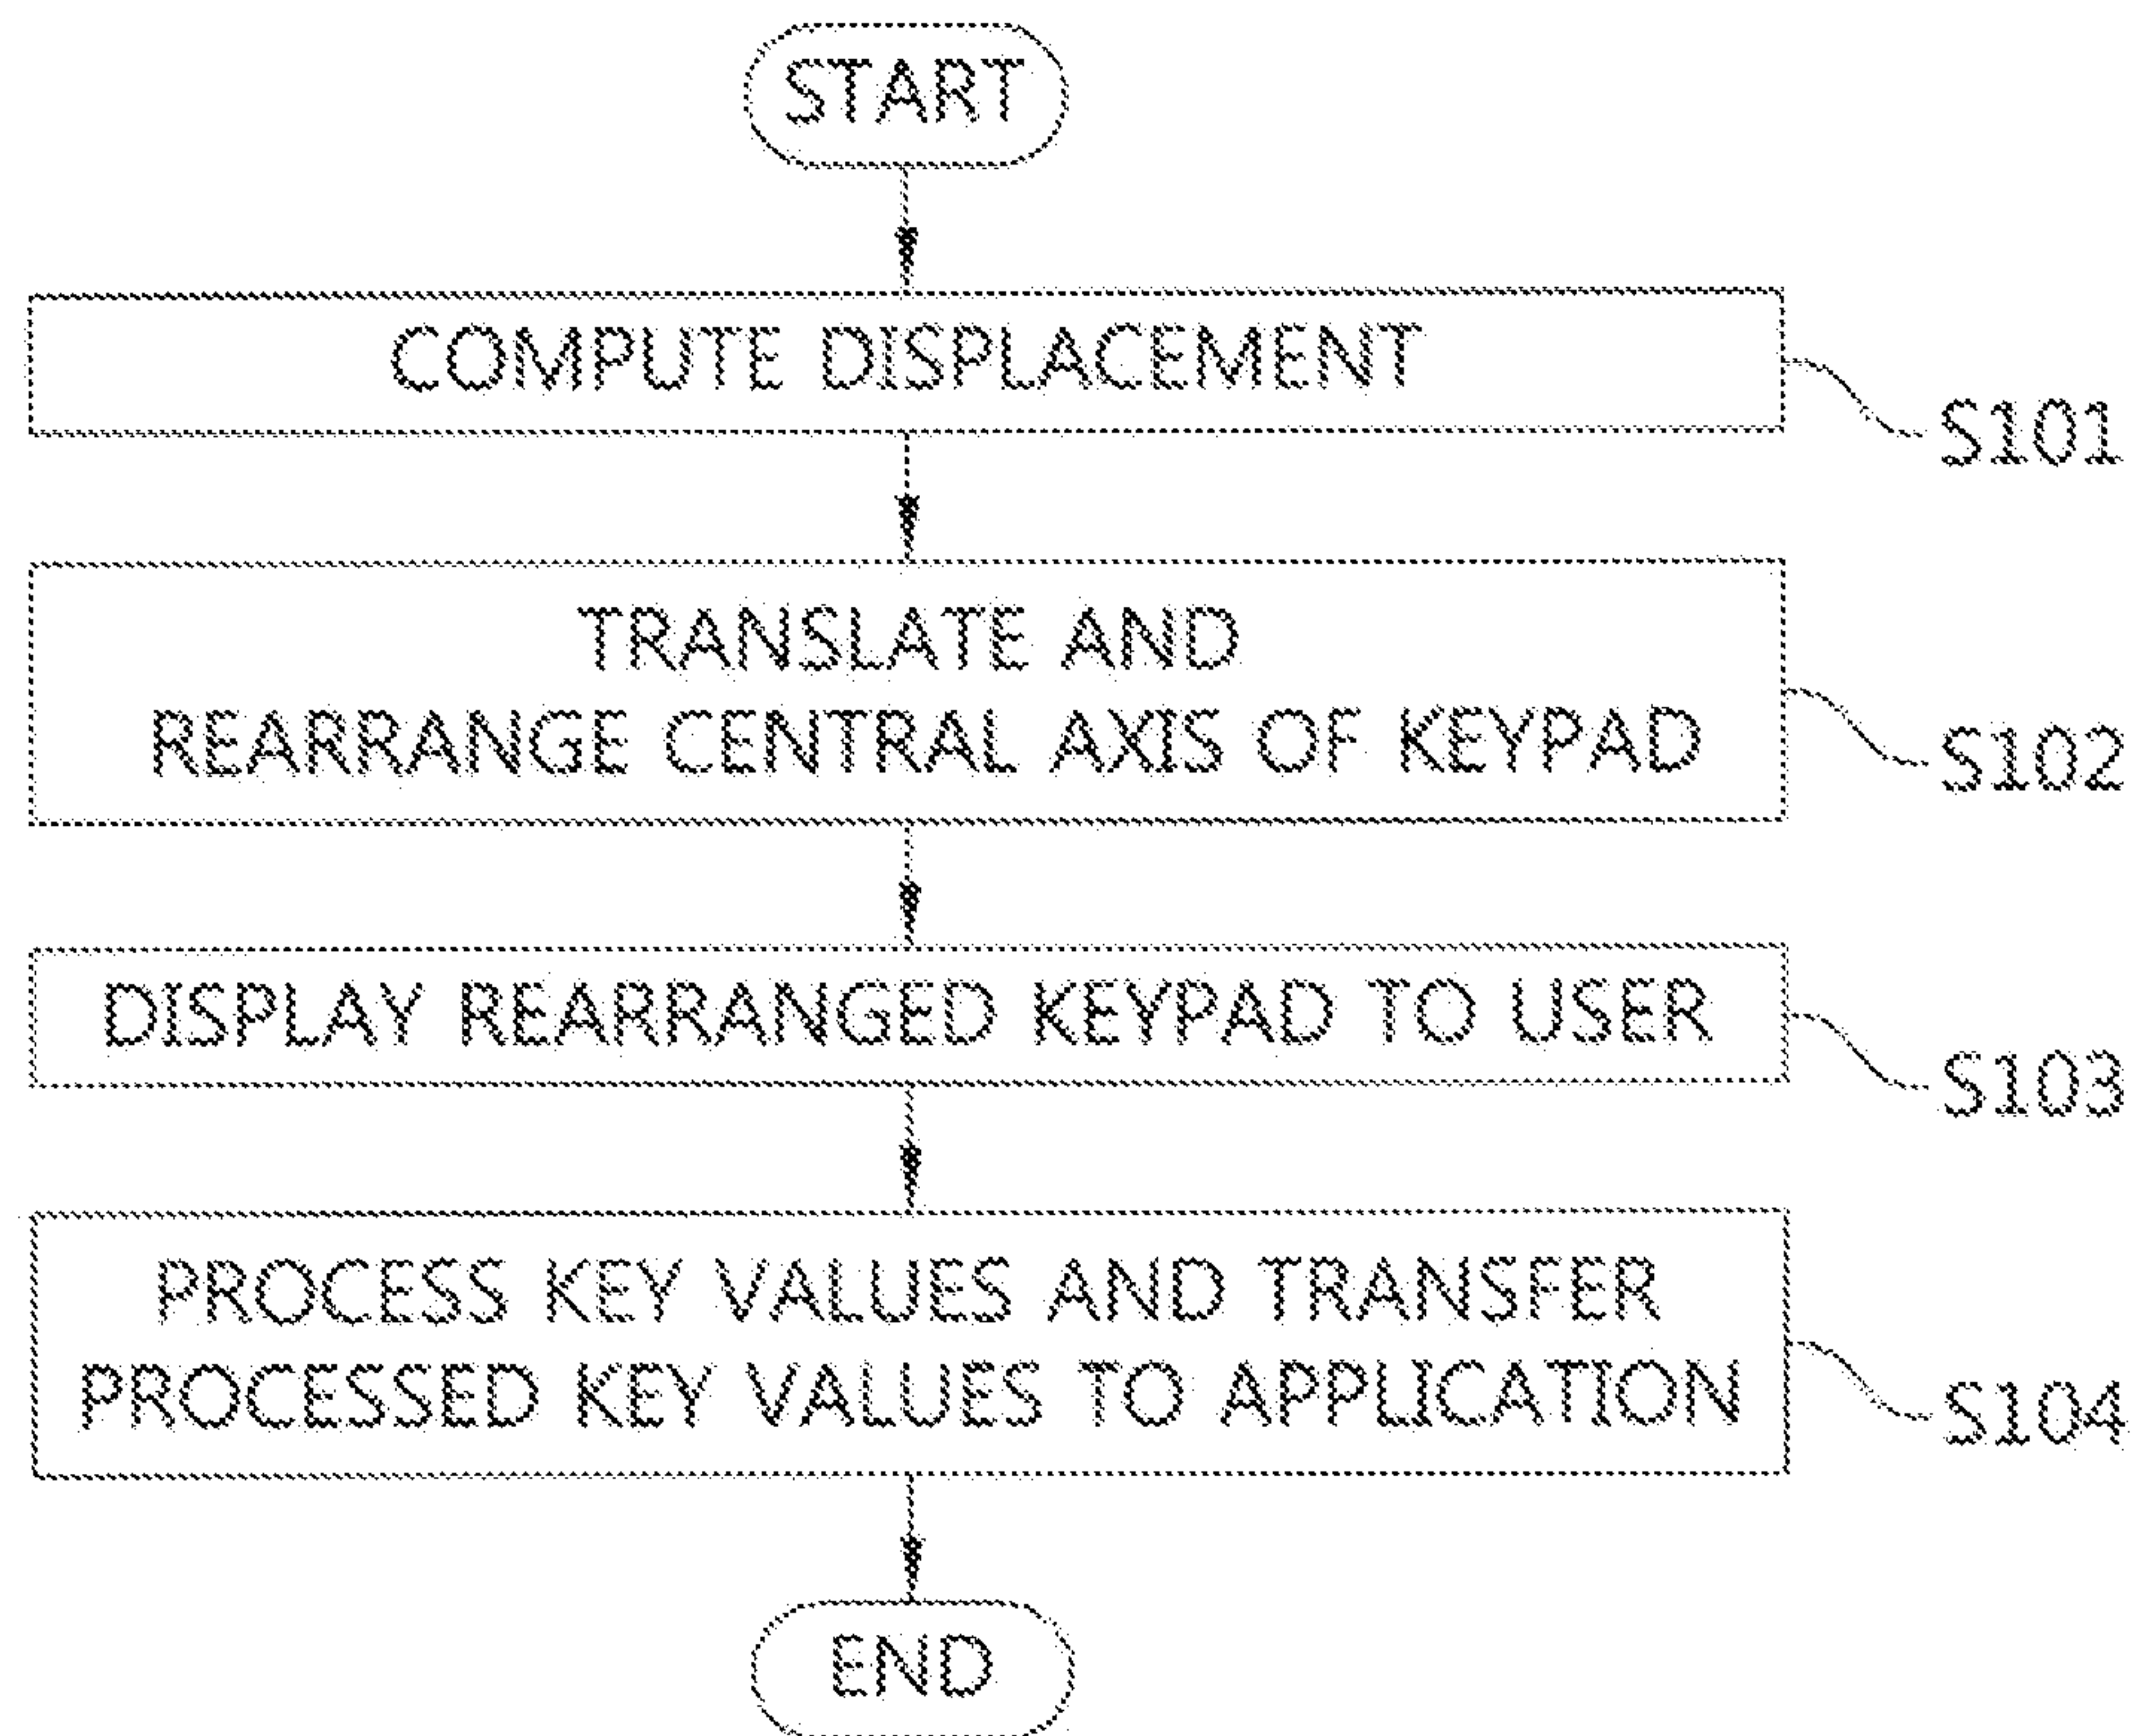 START
COMPUTE DISPLACEMENT
S101
TRANSLATE AND
REARRANGE CENTRAL AXIS OF KEYPAD
S102
DISPLAY REARRANGED KEYPAD TO USER
S103
PROCESS KEY VALUES AND TRANSFER
PROCESSED KEY VALUES TO APPLICATION
S104
END